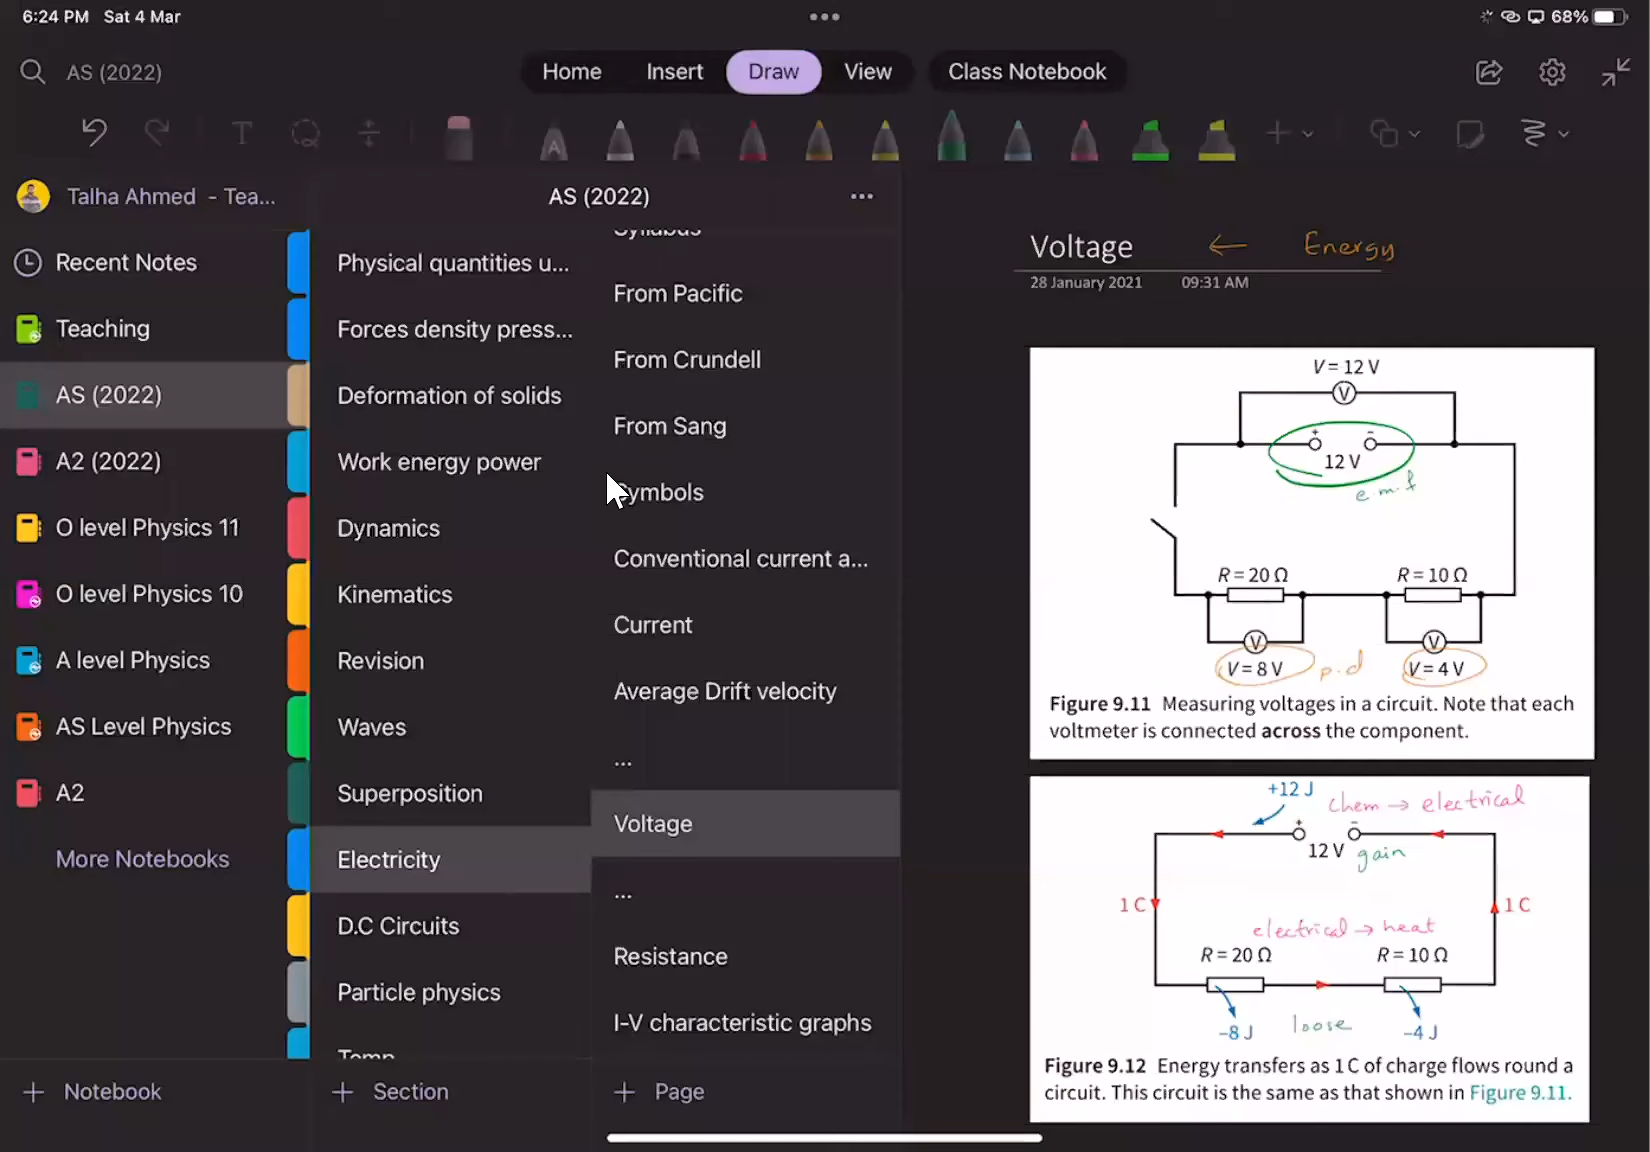 6:24 PM Sat 4 Mar
68%
AS (2022)
Home Insert Draw View Class Notebook
T
A
Talha Ahmed - Tea...
AS (2022)
Recent Notes
Teaching
AS (2022)
A2 (2022)
O level Physics 11
O level Physics 10
A level Physics
AS Level Physics
A2
More Notebooks
+ Notebook
Physical quantities u...
Forces density press...
Deformation of solids
Work energy power
Dynamics
Kinematics
Revision
Waves
Superposition
Electricity
D.C Circuits
Particle physics
Temp
+ Section
Syllabus
From Pacific
From Crundell
From Sang
Symbols
Conventional current a...
Current
Average Drift velocity
...
Voltage
...
Resistance
I-V characteristic graphs
+ Page
Voltage ← Energy
28 January 2021 09:31 AM
V = 12 V
V
+ -
12 V
e.m.f
R = 20 Ω R = 10 Ω
V V
V = 8 V p.d V = 4 V
Figure 9.11 Measuring voltages in a circuit. Note that each
voltmeter is connected across the component.
+12 J chem → electrical
+ -
12 V gain
1 C 1 C
electrical → heat
R = 20 Ω R = 10 Ω
–8 J loose –4 J
Figure 9.12 Energy transfers as 1 C of charge flows round a
circuit. This circuit is the same as that shown in Figure 9.11.